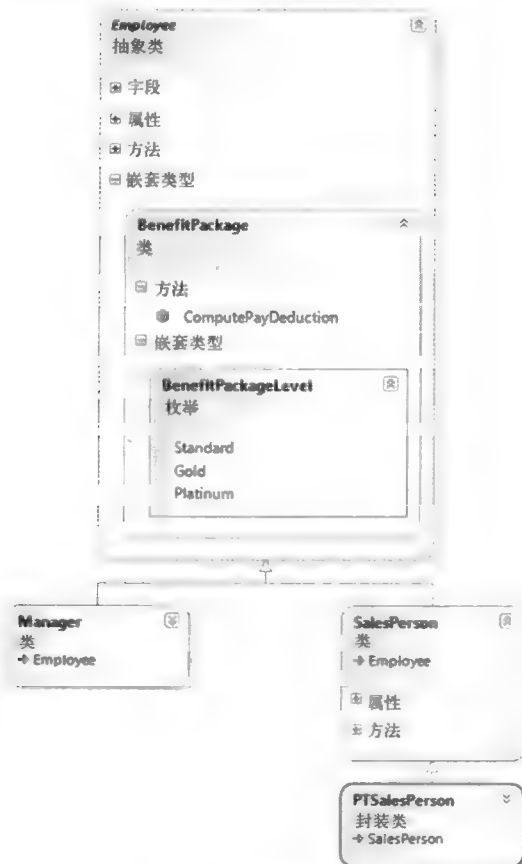 Employee
抽象类
字段
属性
方法
嵌套类型
BenefitPackage
类
方法
ComputePayDeduction
嵌套类型
BenefitPackageLevel
枚举
Standard
Gold
Platinum
Manager
类
Employee
SalesPerson
类
Employee
属性
方法
PTSalesPerson
封装类
SalesPerson